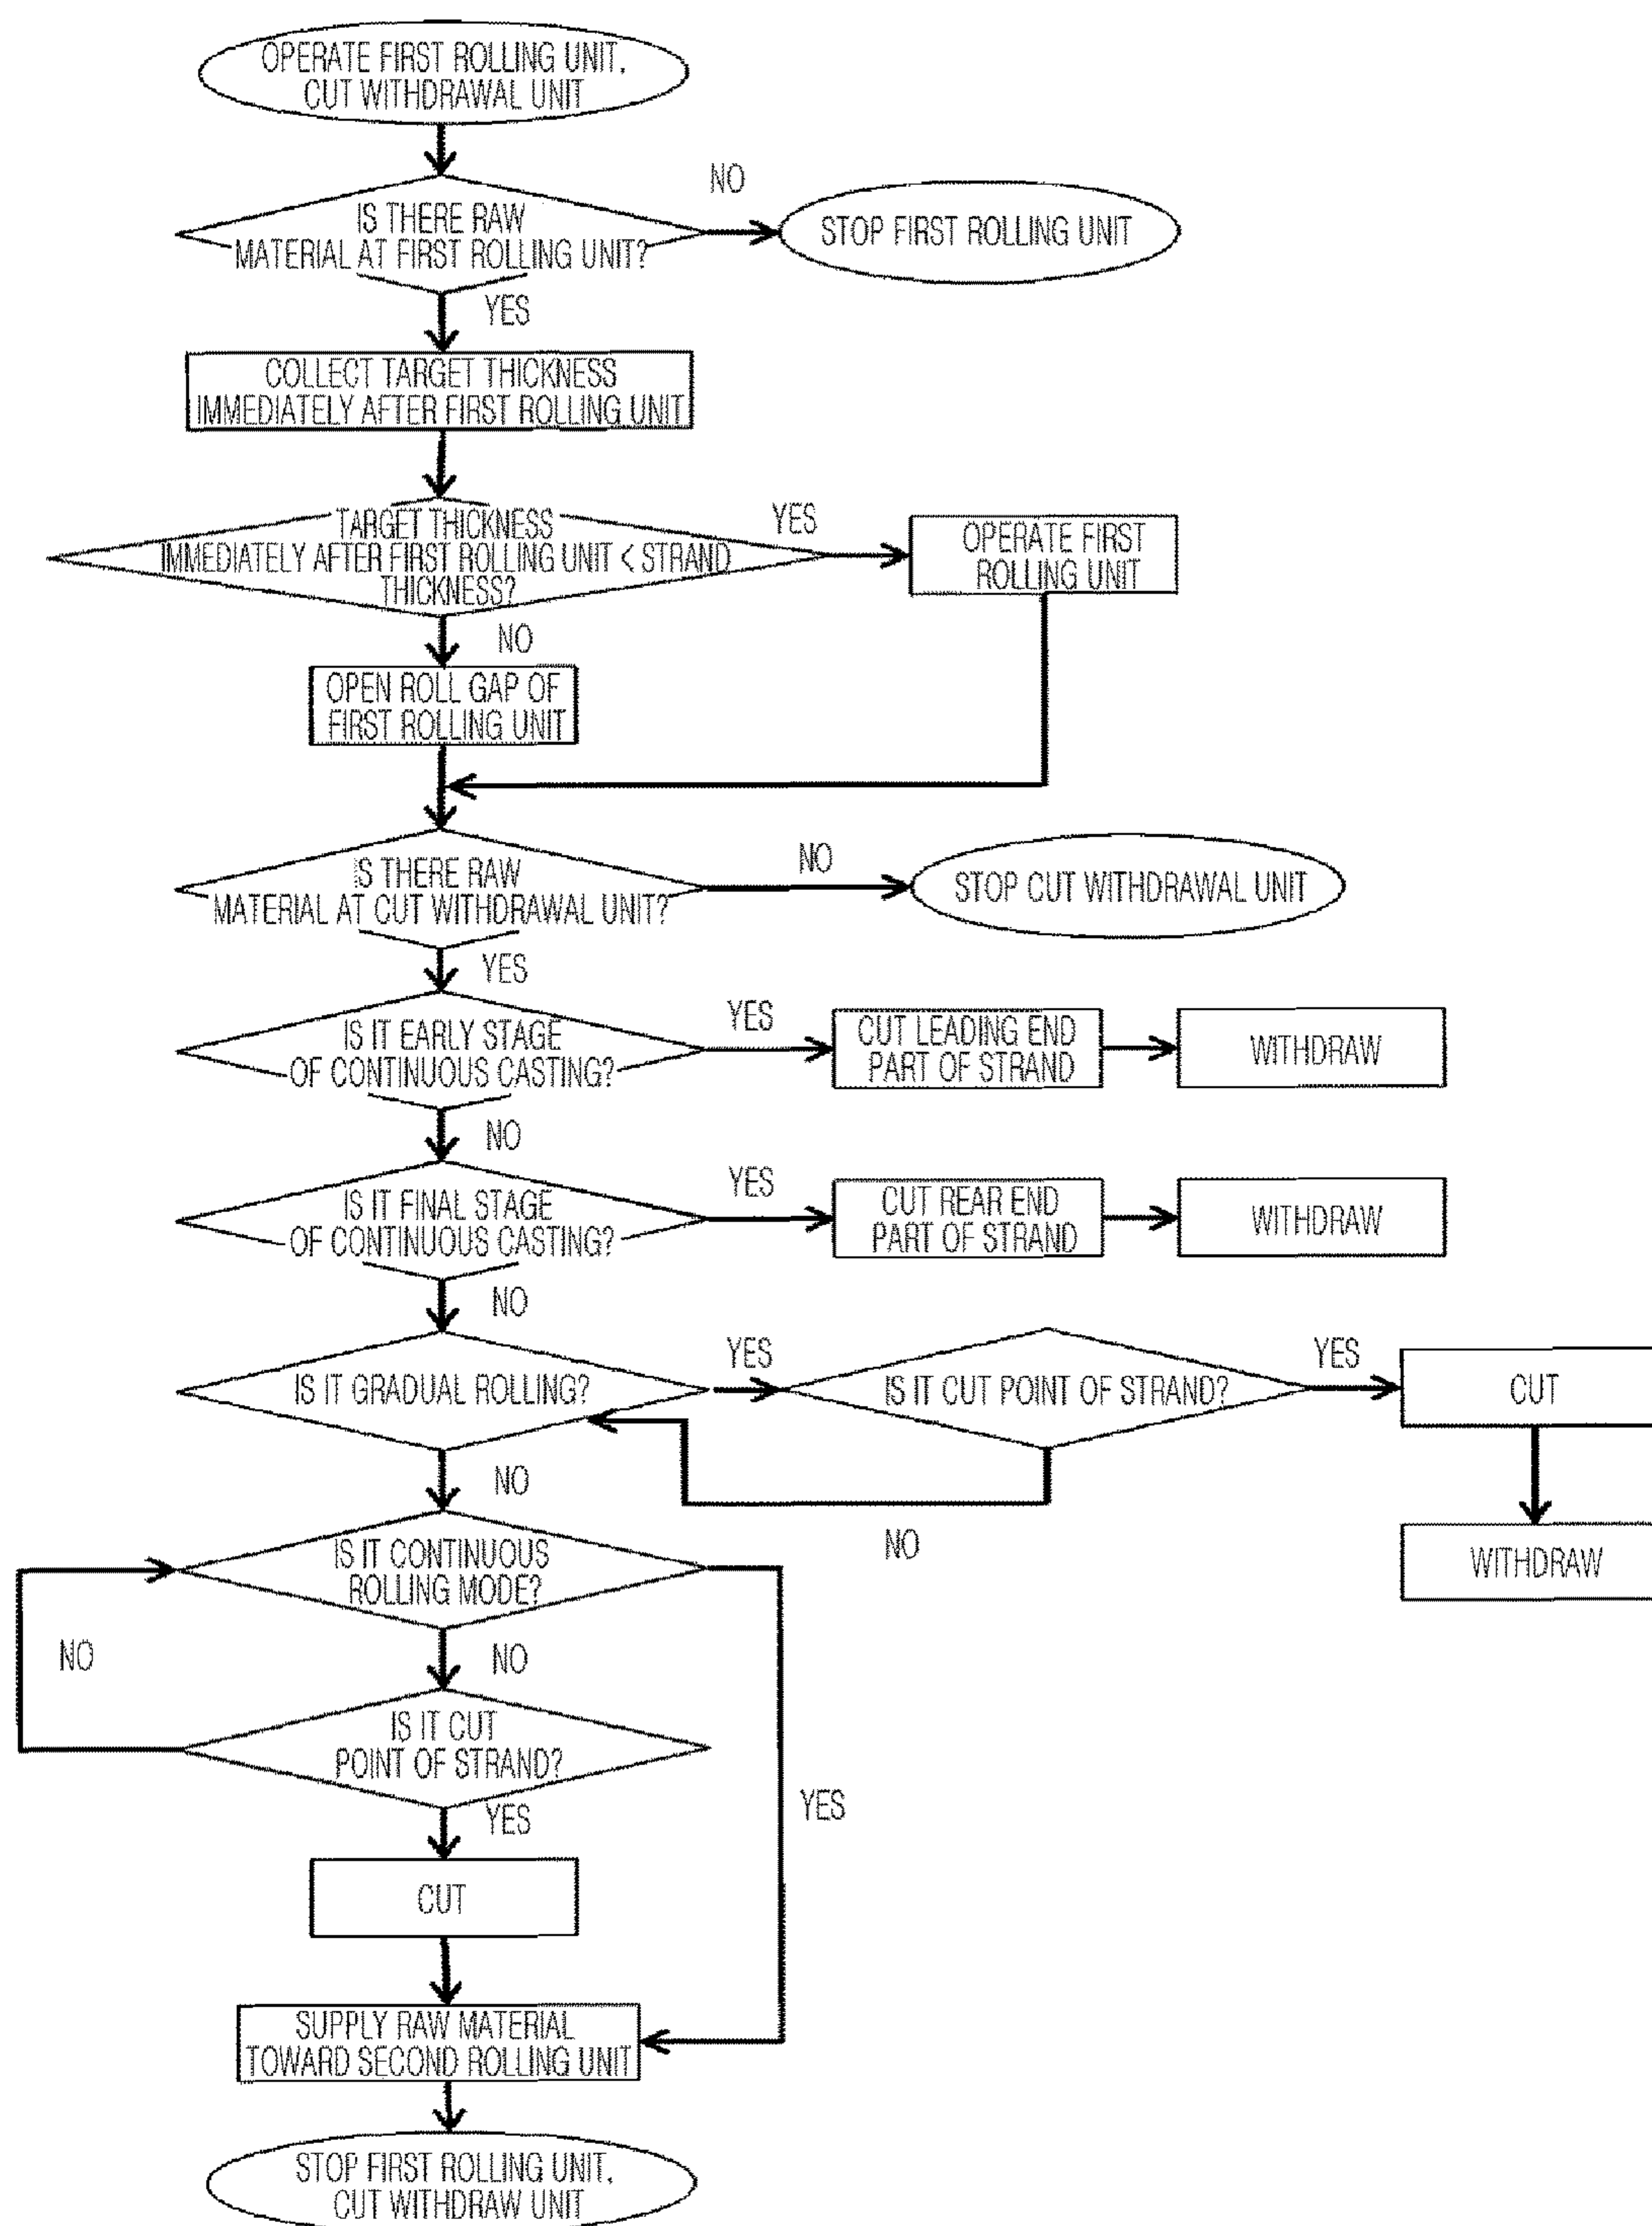 OPERATE FIRST ROLLING UNIT,
CUT WITHDRAWAL UNIT
NO
IS THERE RAW
MATERIAL AT FIRST ROLLING UNIT?
STOP FIRST ROLLING UNIT
YES
COLLECT TARGET THICKNESS
IMMEDIATELY AFTER FIRST ROLLING UNIT
TARGET THICKNESS
IMMEDIATELY AFTER FIRST ROLLING UNIT < STRAND
THICKNESS?
YES
OPERATE FIRST
ROLLING UNIT
NO
OPEN ROLL GAP OF
FIRST ROLLING UNIT
IS THERE RAW
MATERIAL AT CUT WITHDRAWAL UNIT?
NO
STOP CUT WITHDRAWAL UNIT
YES
IS IT EARLY STAGE
OF CONTINUOUS CASTING?
YES
CUT LEADING END
PART OF STRAND
WITHDRAW
NO
IS IT FINAL STAGE
OF CONTINUOUS CASTING?
YES
CUT REAR END
PART OF STRAND
WITHDRAW
NO
IS IT GRADUAL ROLLING?
YES
IS IT CUT POINT OF STRAND?
YES
CUT
NO
NO
WITHDRAW
IS IT CONTINUOUS
ROLLING MODE?
NO
NO
IS IT CUT
POINT OF STRAND?
YES
YES
CUT
SUPPLY RAW MATERIAL
TOWARD SECOND ROLLING UNIT
STOP FIRST ROLLING UNIT,
CUT WITHDRAW UNIT